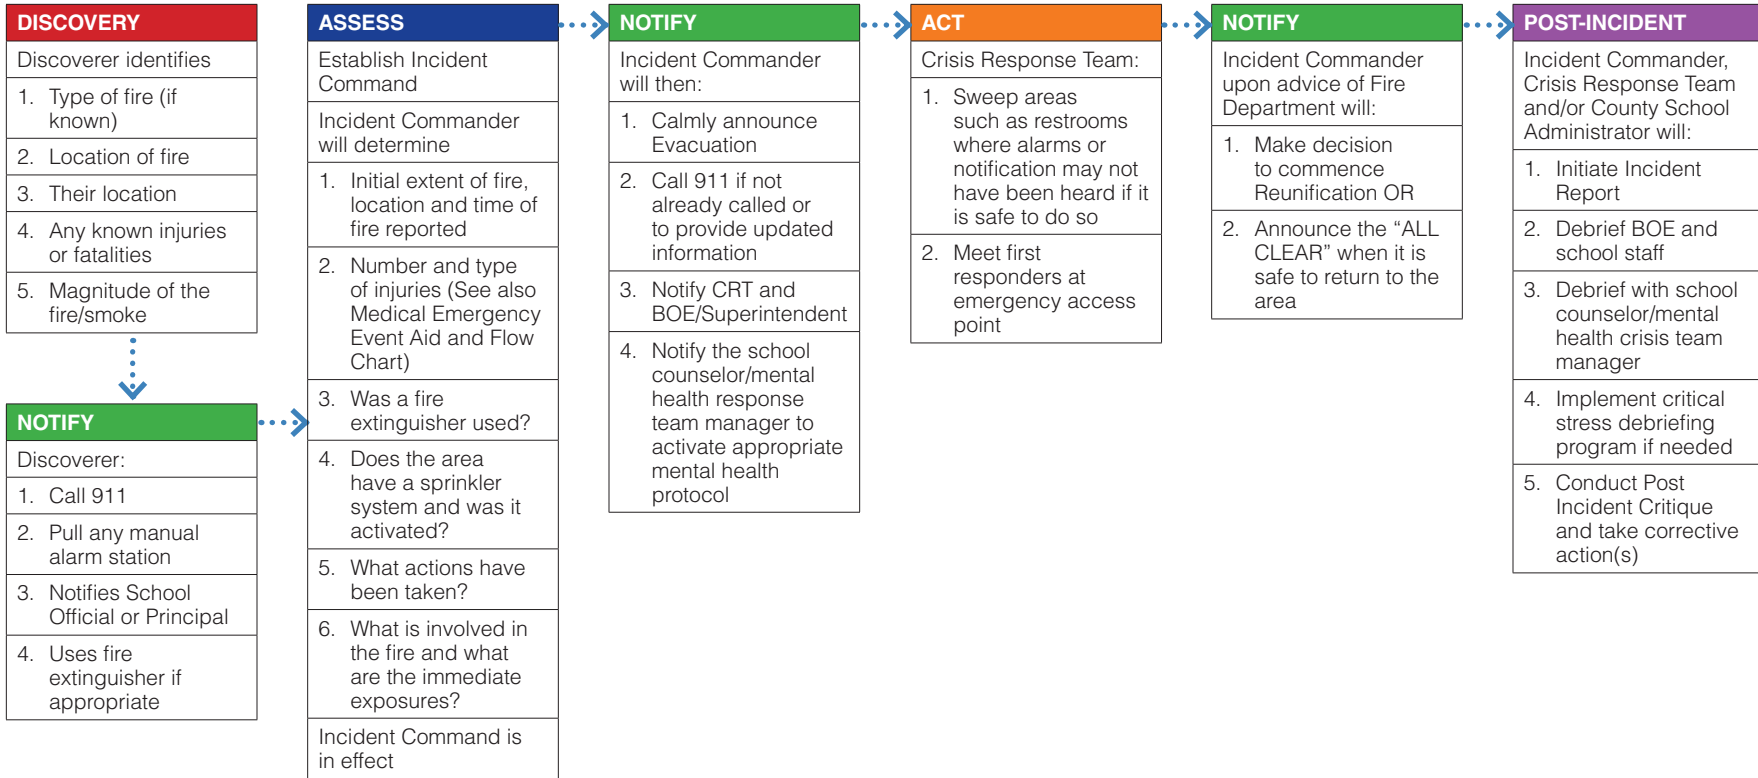 DISCOVERY
Discoverer identifies
1. Type of fire (if
known)
2. Location of fire
3. Their location
4. Any known injuries
or fatalities
5. Magnitude of the
fire/smoke
NOTIFY
Discoverer:
1. Call 911
2. Pull any manual
alarm station
3. Notifies School
Official or Principal
4. Uses fire
extinguisher if
appropriate
ASSESS
Establish Incident
Command
Incident Commander
will determine
1. Initial extent of fire,
location and time of
fire reported
2. Number and type
of injuries (See also
Medical Emergency
Event Aid and Flow
Chart)
3. Was a fire
extinguisher used?
4. Does the area
have a sprinkler
system and was it
activated?
5. What actions have
been taken?
6. What is involved in
the fire and what
are the immediate
exposures?
Incident Command is
in effect
NOTIFY
Incident Commander
will then:
1. Calmly announce
Evacuation
2. Call 911 if not
already called or
to provide updated
information
3. Notify CRT and
BOE/Superintendent
4. Notify the school
counselor/mental
health response
team manager to
activate appropriate
mental health
protocol
ACT
Crisis Response Team:
1. Sweep areas
such as restrooms
where alarms or
notification may not
have been heard if it
is safe to do so
2. Meet first
responders at
emergency access
point
NOTIFY
Incident Commander
upon advice of Fire
Department will:
1. Make decision
to commence
Reunification OR
2. Announce the “ALL
CLEAR” when it is
safe to return to the
area
POST-INCIDENT
Incident Commander,
Crisis Response Team
and/or County School
Administrator will:
1. Initiate Incident
Report
2. Debrief BOE and
school staff
3. Debrief with school
counselor/mental
health crisis team
manager
4. Implement critical
stress debriefing
program if needed
5. Conduct Post
Incident Critique
and take corrective
action(s)